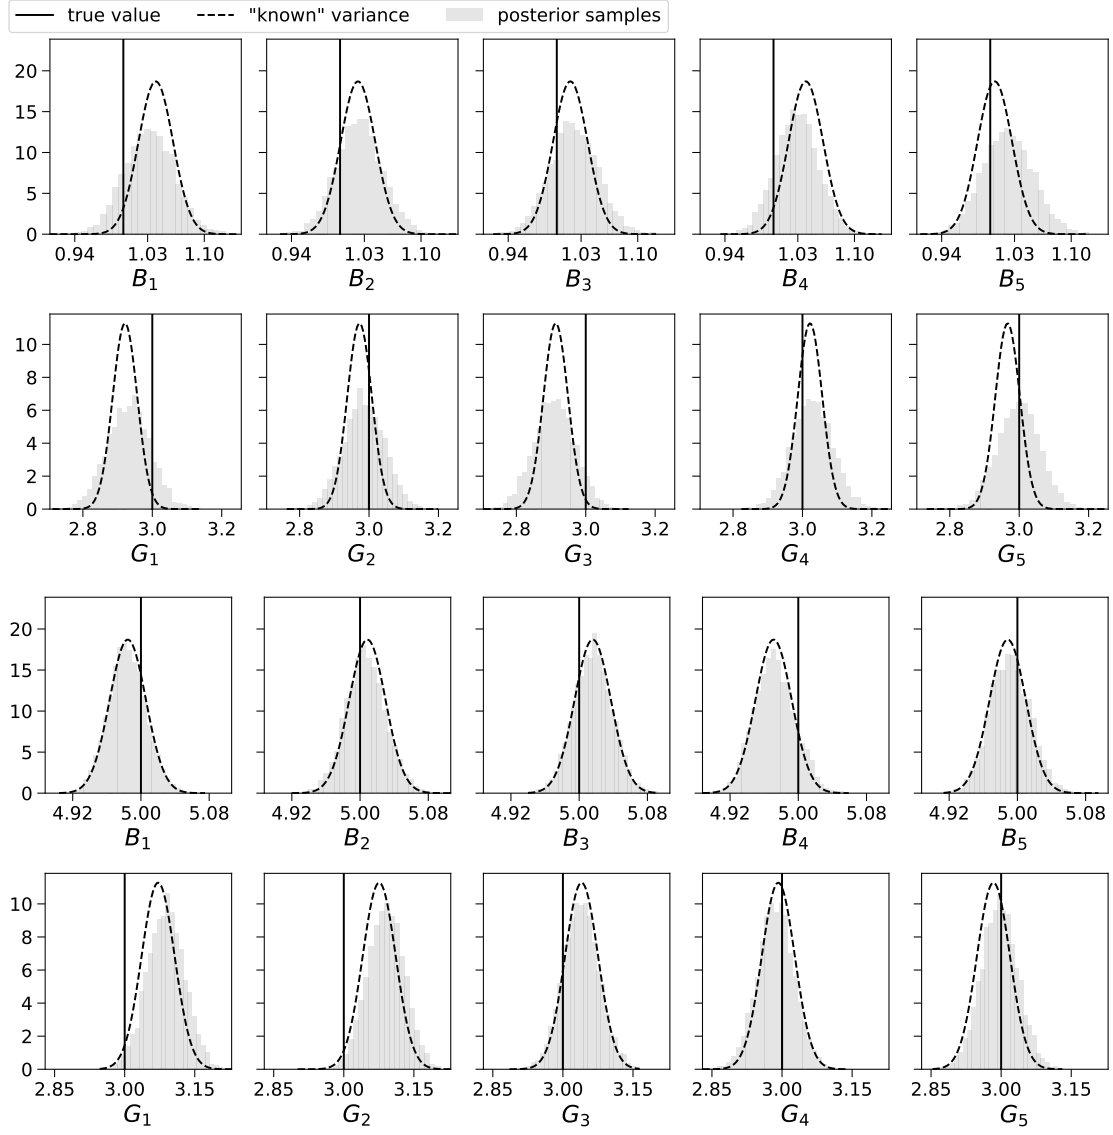 true value "known" variance posterior samples
20
15
10
5
0
0.94 1.03 1.10 0.94 1.03 1.10 0.94 1.03 1.10 0.94 1.03 1.10 0.94 1.03 1.10
B₁ B₂ B₃ B₄ B₅
10
8
6
4
2
0
2.8 3.0 3.2 2.8 3.0 3.2 2.8 3.0 3.2 2.8 3.0 3.2 2.8 3.0 3.2
G₁ G₂ G₃ G₄ G₅
20
15
10
5
0
4.92 5.00 5.08 4.92 5.00 5.08 4.92 5.00 5.08 4.92 5.00 5.08 4.92 5.00 5.08
B₁ B₂ B₃ B₄ B₅
10
8
6
4
2
0
2.85 3.00 3.15 2.85 3.00 3.15 2.85 3.00 3.15 2.85 3.00 3.15 2.85 3.00 3.15
G₁ G₂ G₃ G₄ G₅